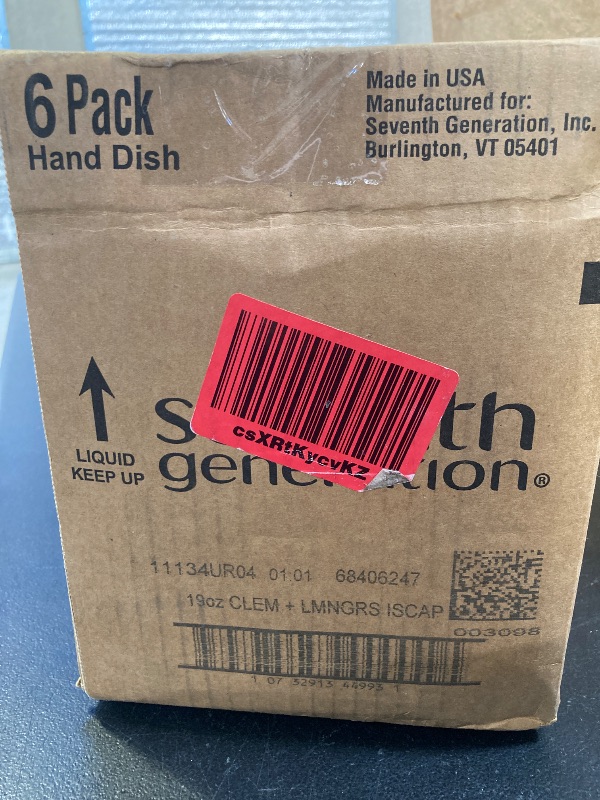 6 Pack
Hand Dish
Made in USA
Manufactured for:
Seventh Generation, Inc.
Burlington, VT 05401
LIQUID
KEEP UP
csXRtKycvKZ
11134UR04 01:01 68406247
19oz CLEM + LMNGRS ISCAP
003098
1 07 32913 44993 1